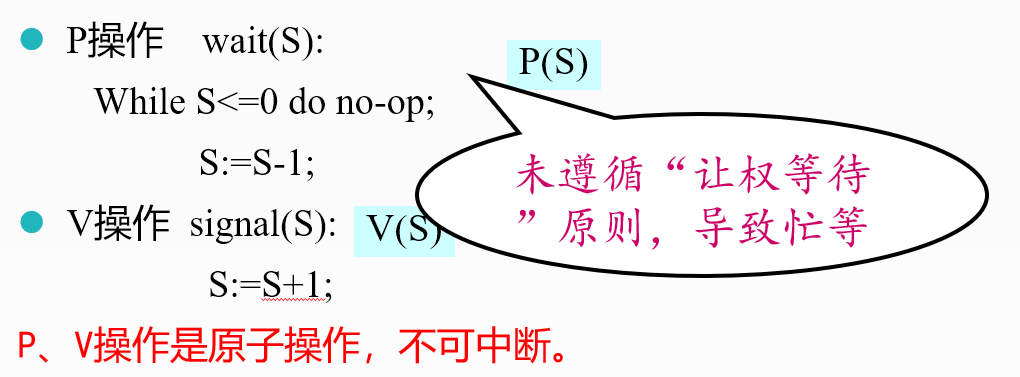 P操作 wait(S):
P(S)
While S<=0 do no-op;
S:=S-1;
未遵循“让权等待
”原则，导致忙等
V操作 signal(S):
V(S)
S:=S+1;
P、V操作是原子操作，不可中断。